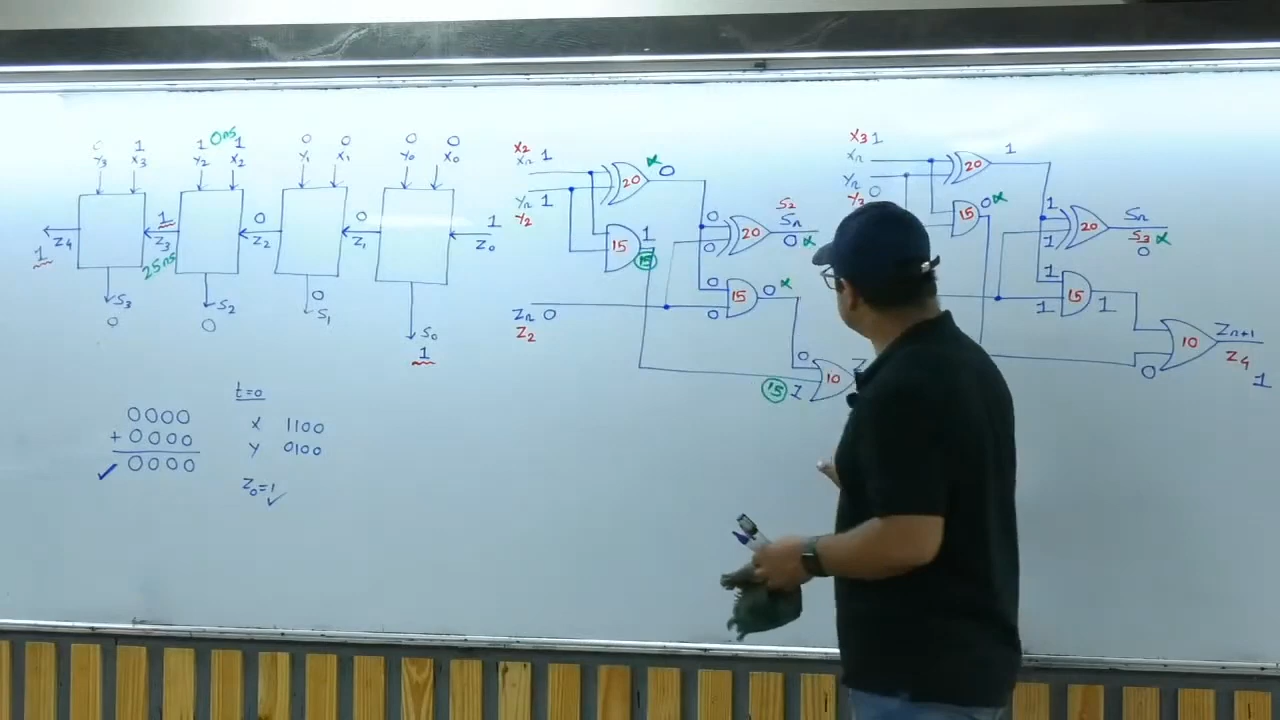 0 1 1 0ns 1 0 0 0 0
Y3 X3 Y2 X2 Y1 X1 Y0 X0
1 0 0 1
Z4 Z3 Z2 Z1 Z0
1 25ns
S3 S2 0 S0
0 0 S1 1
0000
+ 0000
0000
t=0
X 1100
Y 0100
Z0=1
X2
Xn 1
Yn 1
Y2
20 x 0
15 1
15
0
0
20
S2
Sn
0 x
0
0
15 0 x
Zn 0
Z2
0
15 1
10
X3 1
Xn
Yn 0
Y2
20 1
15 0 x
1
1
20
Sn
S3 x
0
1
1
15 1
0
10
Zn+1
Z4
1